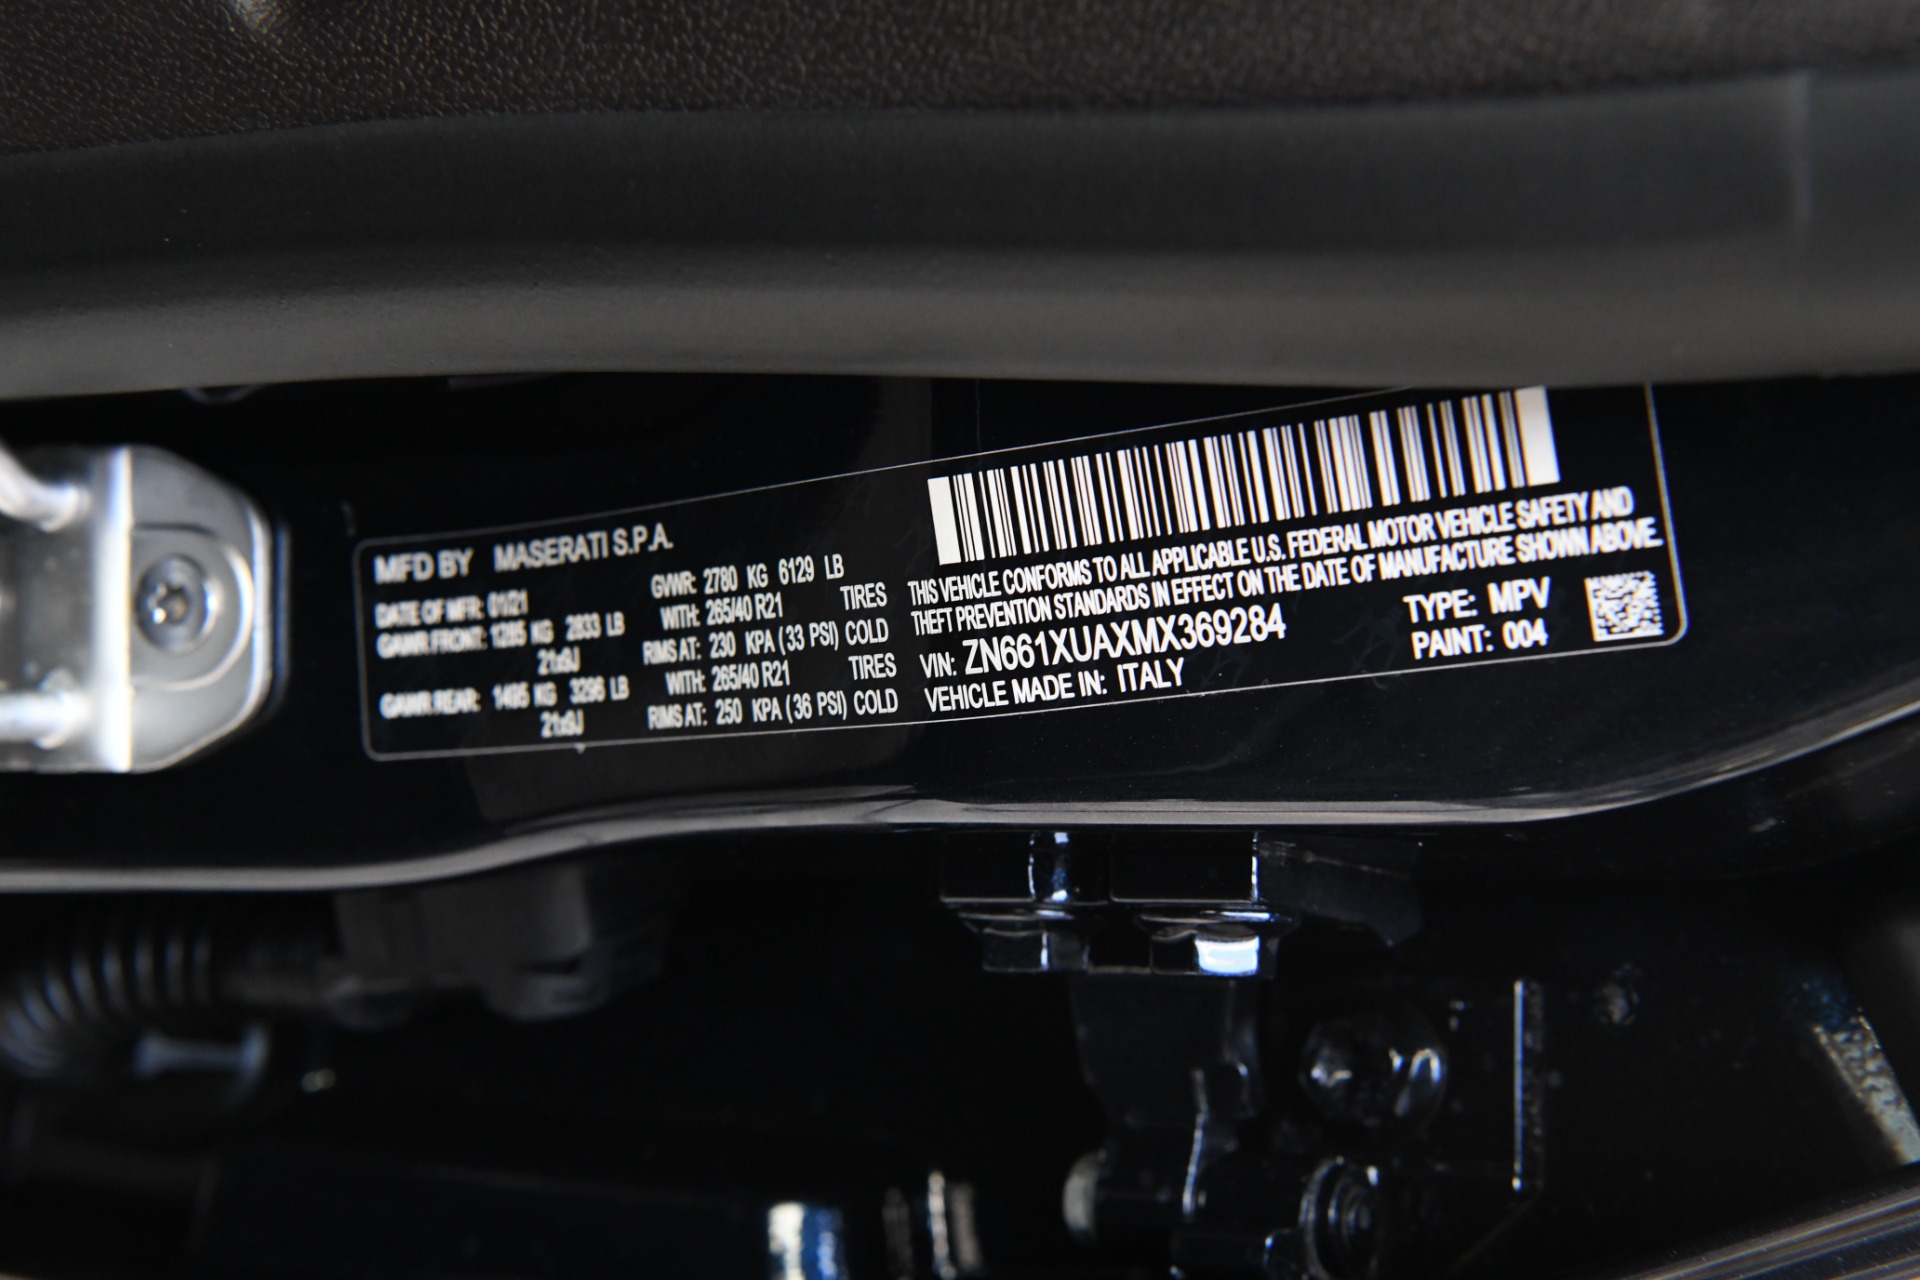 MFD BY MASERATI S.P.A.
DATE OF MFR: 01/21 GVWR: 2780 KG 6129 LB
GAWR FRONT: 1285 KG 2833 LB WITH: 265/40 R21 TIRES
21x9J RIMS AT: 230 KPA (33 PSI) COLD
GAWR REAR: 1495 KG 3296 LB WITH: 265/40 R21 TIRES
21x9J RIMS AT: 250 KPA (36 PSI) COLD
THIS VEHICLE CONFORMS TO ALL APPLICABLE U.S. FEDERAL MOTOR VEHICLE SAFETY AND
THEFT PREVENTION STANDARDS IN EFFECT ON THE DATE OF MANUFACTURE SHOWN ABOVE.
VIN: ZN661XUAXMX369284 TYPE: MPV
VEHICLE MADE IN: ITALY PAINT: 004